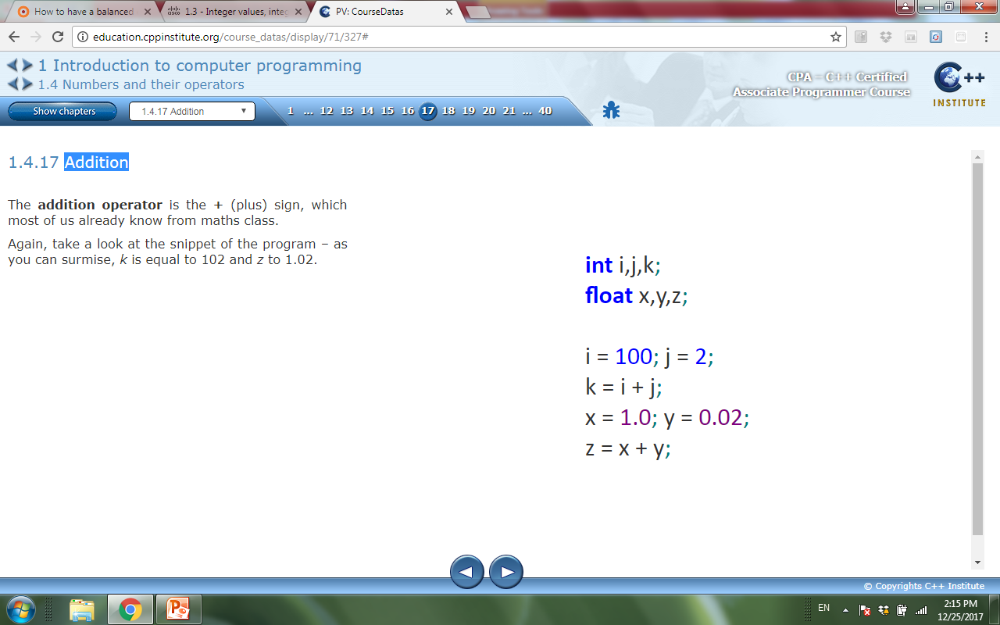 How to have a balanced
1.3 - Integer values, integ
PV: CourseDatas
education.cppinstitute.org/course_datas/display/71/327#
1 Introduction to computer programming
1.4 Numbers and their operators
CPA – C++ Certified
Associate Programmer Course
C++
INSTITUTE
Show chapters
1.4.17 Addition
1 ... 12 13 14 15 16 17 18 19 20 21 ... 40
1.4.17 Addition
The addition operator is the + (plus) sign, which
most of us already know from maths class.
Again, take a look at the snippet of the program – as
you can surmise, k is equal to 102 and z to 1.02.
int i,j,k;
float x,y,z;
i = 100; j = 2;
k = i + j;
x = 1.0; y = 0.02;
z = x + y;
© Copyrights C++ Institute
EN
2:15 PM
12/25/2017